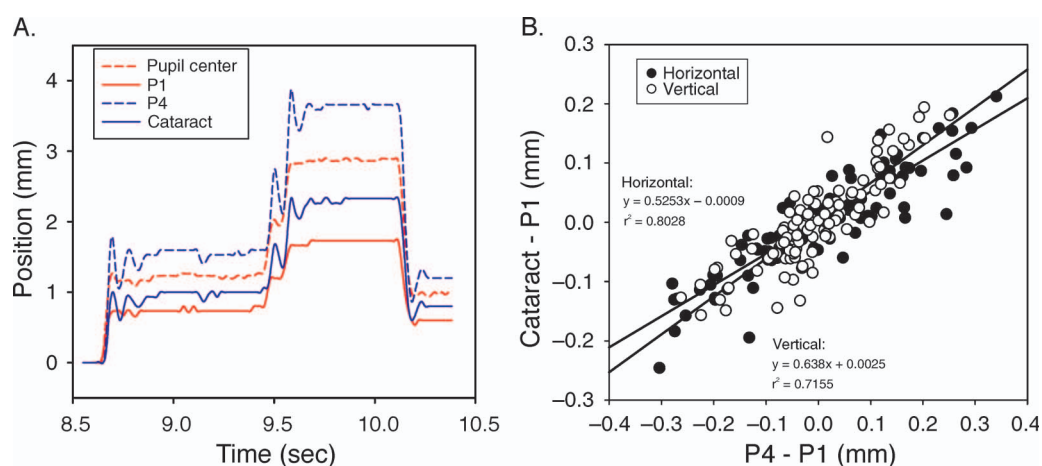 A.
Pupil center
P1
P4
Cataract
Position (mm)
4
3
2
1
0
8.5 9.0 9.5 10.0 10.5
Time (sec)
B.
Horizontal
Vertical
Cataract - P1 (mm)
0.3
0.2
0.1
0.0
−0.1
−0.2
−0.3
Horizontal:
y = 0.5253x − 0.0009
r² = 0.8028
Vertical:
y = 0.638x + 0.0025
r² = 0.7155
−0.4 −0.3 −0.2 −0.1 0.0 0.1 0.2 0.3 0.4
P4 - P1 (mm)